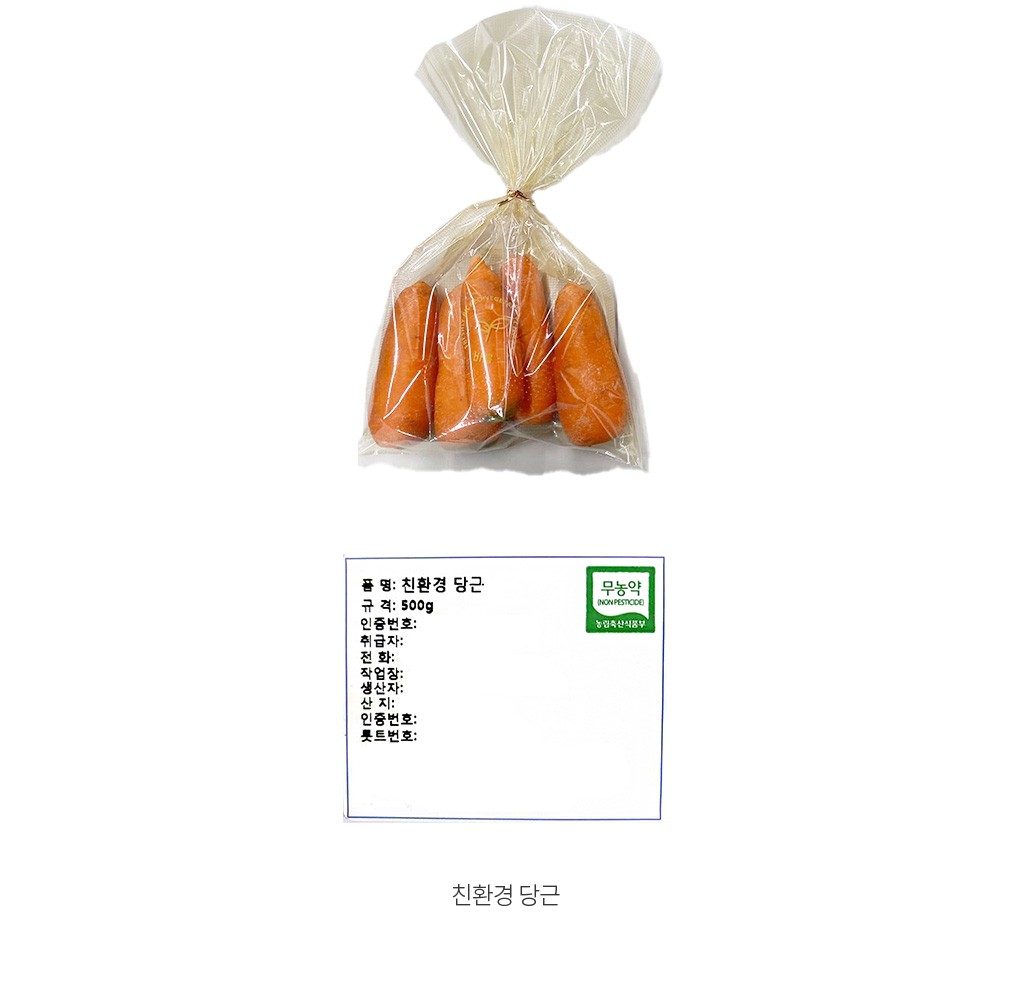 품 명: 친환경 당근
규 격: 500g
인증번호:
취급자:
전 화:
작업장:
생산자:
산 지:
인증번호:
롯트번호:
무농약
(NON PESTICIDE)
농림축산식품부
친환경 당근